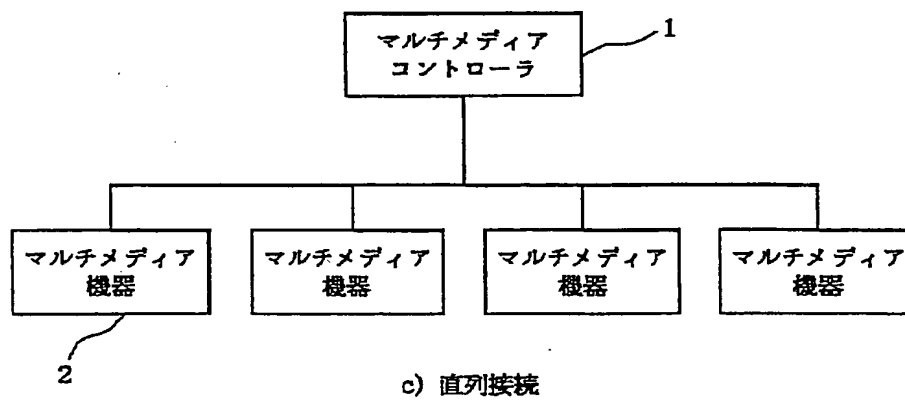 マルチメディア
コントローラ
1
マルチメディア
機器
マルチメディア
機器
マルチメディア
機器
マルチメディア
機器
2
c) 直列接続